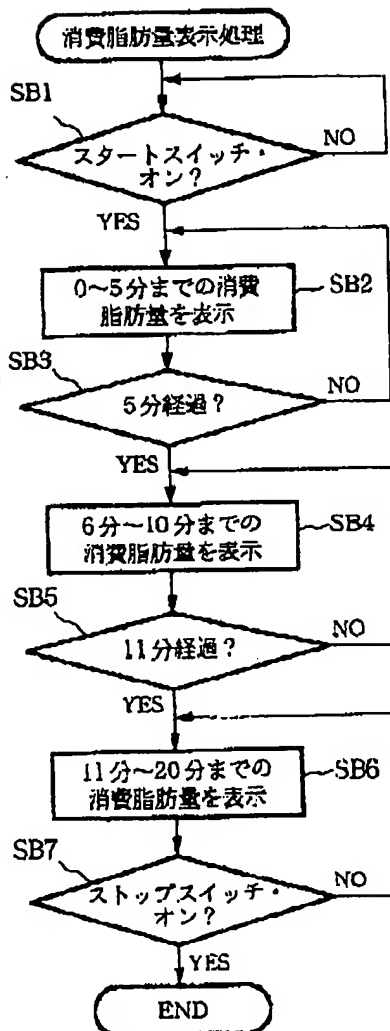 消費脂肪量表示処理
SB1
スタートスイッチ・
オン?
NO
YES
0~5分までの消費
脂肪量を表示
SB2
SB3
5分経過?
NO
YES
6分~10分までの
消費脂肪量を表示
SB4
SB5
11分経過?
NO
YES
11分~20分までの
消費脂肪量を表示
SB6
SB7
ストップスイッチ・
オン?
NO
YES
END